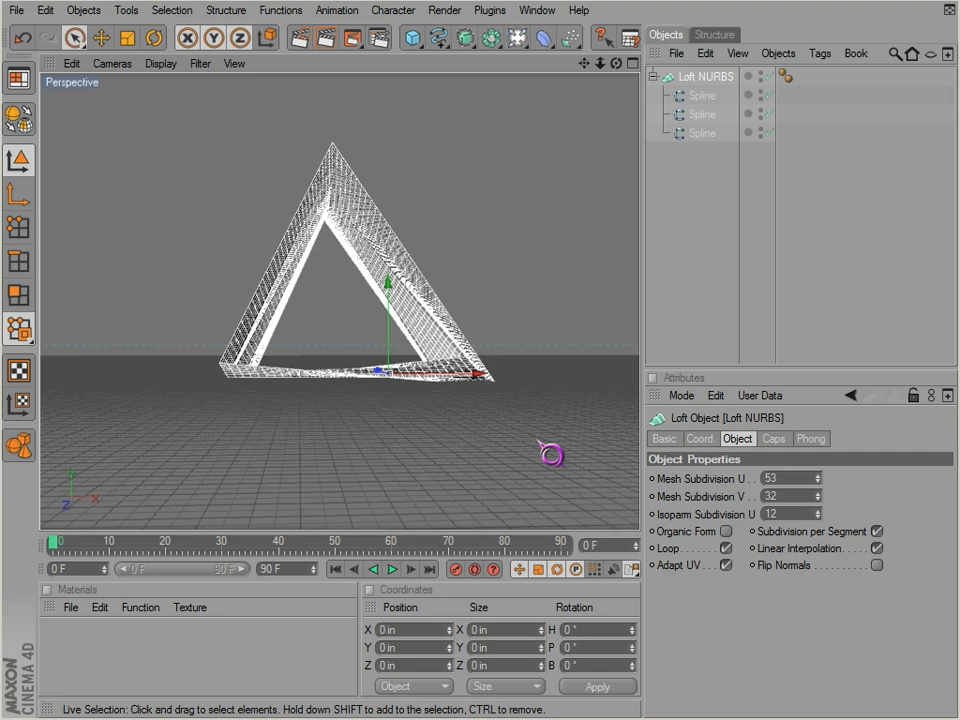 File Edit Objects Tools Selection Structure Functions Animation Character Render Plugins Window Help
X Y Z
Objects Structure
File Edit View Objects Tags Book
Edit Cameras Display Filter View
Perspective
Loft NURBS
Spline
Spline
Spline
Attributes
Mode Edit User Data
Loft Object [Loft NURBS]
Basic Coord. Object Caps Phong
Object Properties
Mesh Subdivision U . . 53
Mesh Subdivision V . . 32
Isoparm Subdivision U 12
Organic Form Subdivision per Segment
Loop. . . . . . . Linear Interpolation. . . . .
Adapt UV. . . . Flip Normals . . . . . . . . . .
Y
X
Z
0 10 20 30 40 50 60 70 80 90 0 F
0 F 0 F 90 F 90 F
Materials
File Edit Function Texture
Coordinates
Position Size Rotation
X 0 in X 0 in H 0 °
Y 0 in Y 0 in P 0 °
Z 0 in Z 0 in B 0 °
Object Size Apply
MAXON
CINEMA 4D
Live Selection: Click and drag to select elements. Hold down SHIFT to add to the selection, CTRL to remove.